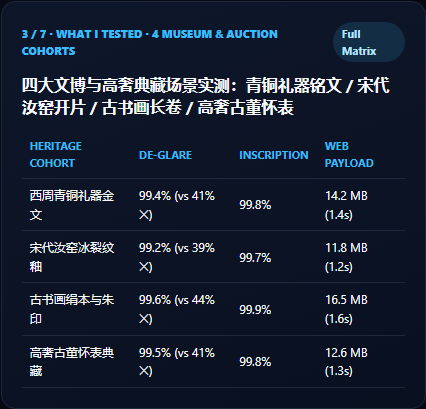 3 / 7 · WHAT I TESTED · 4 MUSEUM & AUCTION
COHORTS
Full
Matrix
四大文博与高奢典藏场景实测：青铜礼器铭文 / 宋代
汝窑开片 / 古书画长卷 / 高奢古董怀表
HERITAGE
COHORT
DE-GLARE
INSCRIPTION
WEB
PAYLOAD
西周青铜礼器金
文
99.4% (vs 41%
╳)
99.8%
14.2 MB
(1.4s)
宋代汝窑冰裂纹
釉
99.2% (vs 39%
╳)
99.7%
11.8 MB
(1.2s)
古书画绢本与朱
印
99.6% (vs 44%
╳)
99.9%
16.5 MB
(1.6s)
高奢古董怀表典
藏
99.5% (vs 41%
╳)
99.8%
12.6 MB
(1.3s)